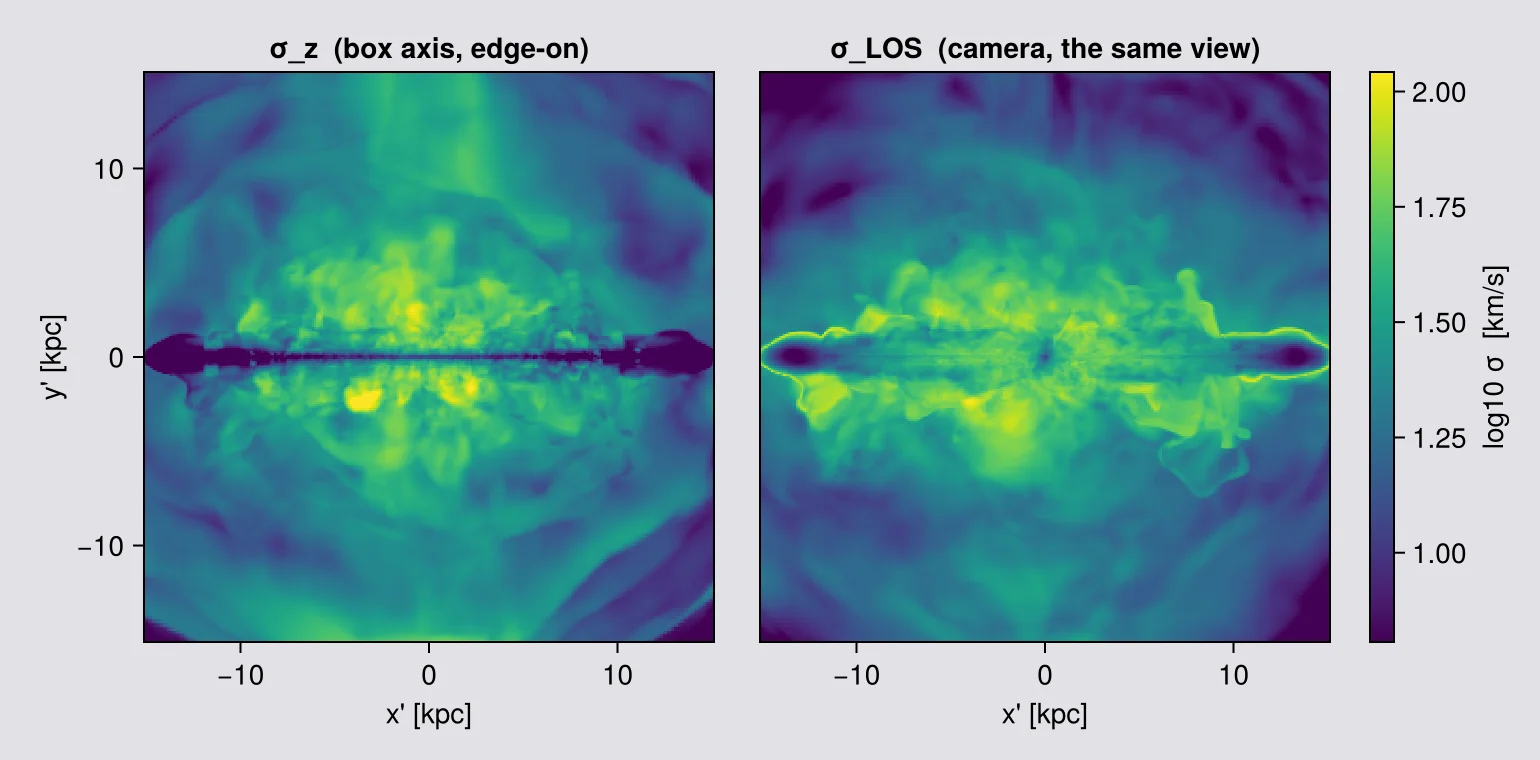 σ_z (box axis, edge-on)
σ_LOS (camera, the same view)
10
0
−10
y' [kpc]
−10 0 10
x' [kpc]
−10 0 10
x' [kpc]
2.00
1.75
1.50
1.25
1.00
log10 σ [km/s]